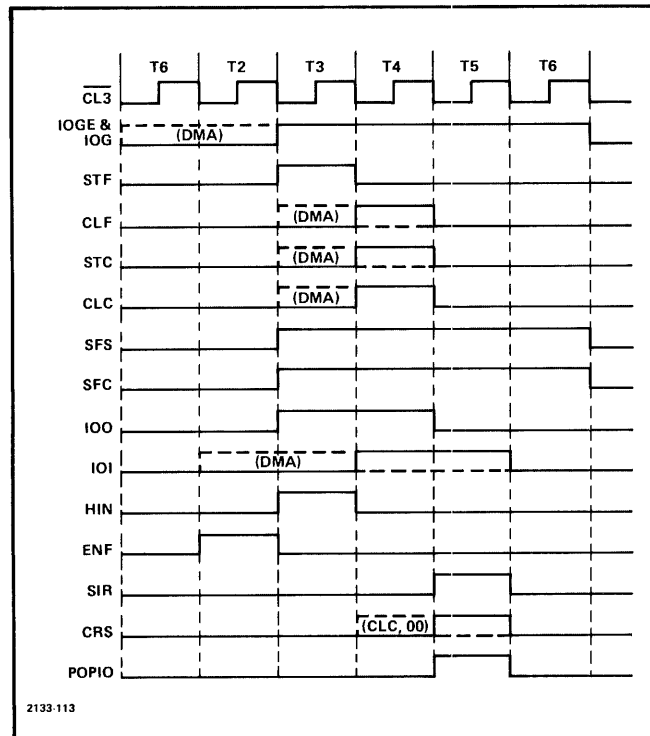 T6 T2 T3 T4 T5 T6
CL3
IOGE &
IOG
(DMA)
STF
CLF
(DMA)
STC
(DMA)
CLC
(DMA)
SFS
SFC
IOO
IOI
(DMA)
HIN
ENF
SIR
CRS
(CLC, 00)
POPIO
2133-113